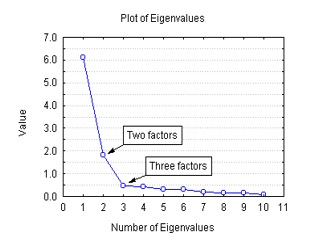 Plot of Eigenvalues
7.0
6.0
5.0
4.0
3.0
2.0
1.0
0.0
Value
Two factors
Three factors
0 1 2 3 4 5 6 7 8 9 10 11
Number of Eigenvalues